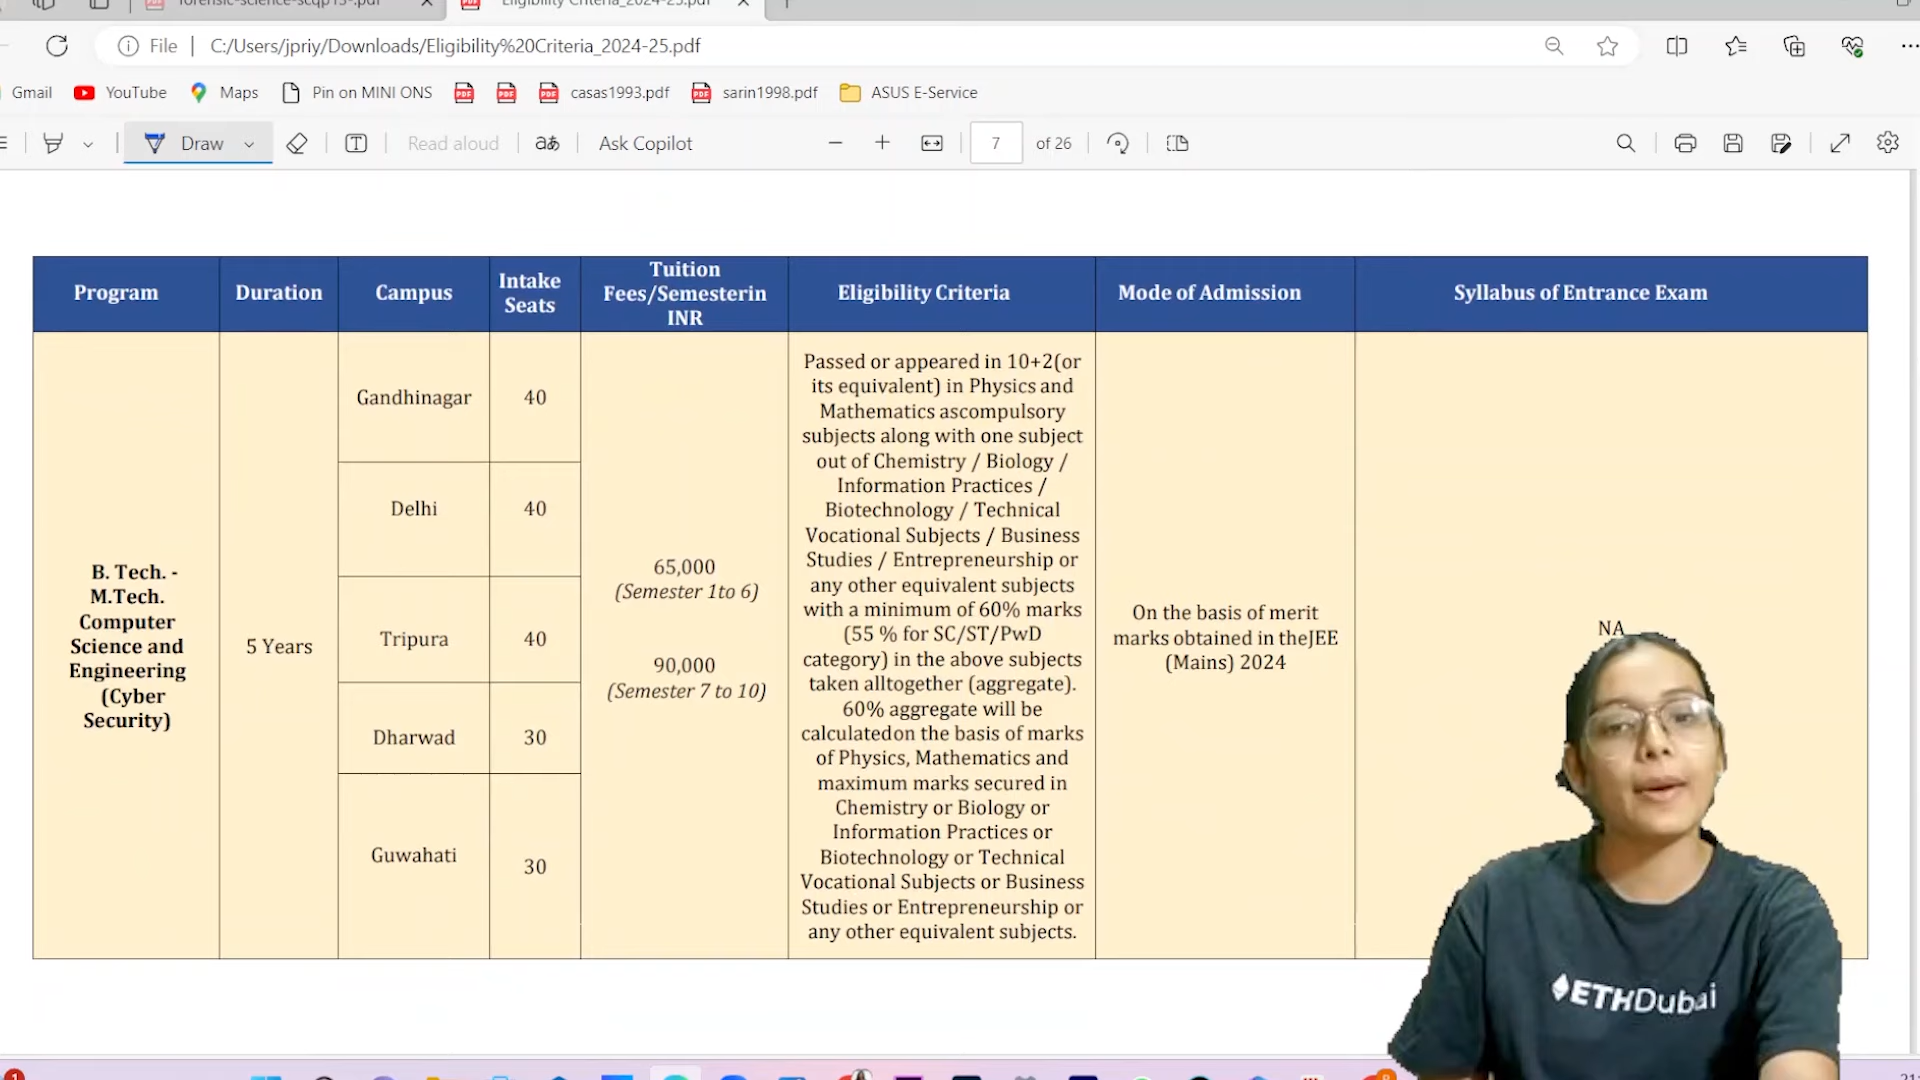 forensic-science-scqp13-.pdf
Eligibility Criteria_2024-25.pdf
File
C:/Users/jpriy/Downloads/Eligibility%20Criteria_2024-25.pdf
Gmail
YouTube
Maps
Pin on MINI ONS
casas1993.pdf
sarin1998.pdf
ASUS E-Service
Draw
Read aloud
Ask Copilot
7
of 26
Program
Duration
Campus
Intake
Seats
Tuition
Fees/Semesterin
INR
Eligibility Criteria
Mode of Admission
Syllabus of Entrance Exam
B. Tech. -
M.Tech.
Computer
Science and
Engineering
(Cyber
Security)
5 Years
Gandhinagar
40
Delhi
40
Tripura
40
Dharwad
30
Guwahati
30
65,000
(Semester 1to 6)
90,000
(Semester 7 to 10)
Passed or appeared in 10+2(or
its equivalent) in Physics and
Mathematics ascompulsory
subjects along with one subject
out of Chemistry / Biology /
Information Practices /
Biotechnology / Technical
Vocational Subjects / Business
Studies / Entrepreneurship or
any other equivalent subjects
with a minimum of 60% marks
(55 % for SC/ST/PwD
category) in the above subjects
taken alltogether (aggregate).
60% aggregate will be
calculatedon the basis of marks
of Physics, Mathematics and
maximum marks secured in
Chemistry or Biology or
Information Practices or
Biotechnology or Technical
Vocational Subjects or Business
Studies or Entrepreneurship or
any other equivalent subjects.
On the basis of merit
marks obtained in theJEE
(Mains) 2024
NA
ETHDubai